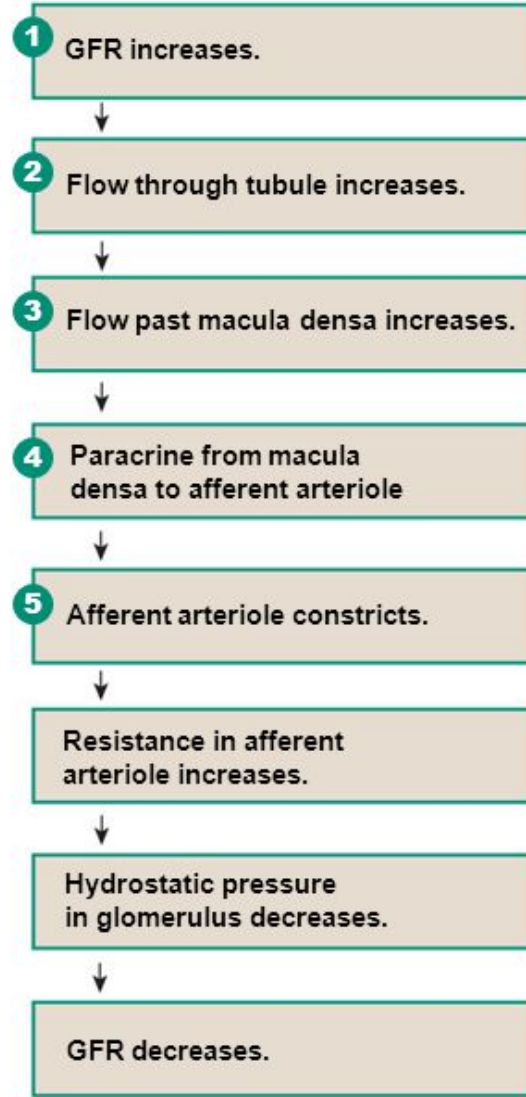 1
GFR increases.
2
Flow through tubule increases.
3
Flow past macula densa increases.
4
Paracrine from macula
densa to afferent arteriole
5
Afferent arteriole constricts.
Resistance in afferent
arteriole increases.
Hydrostatic pressure
in glomerulus decreases.
GFR decreases.